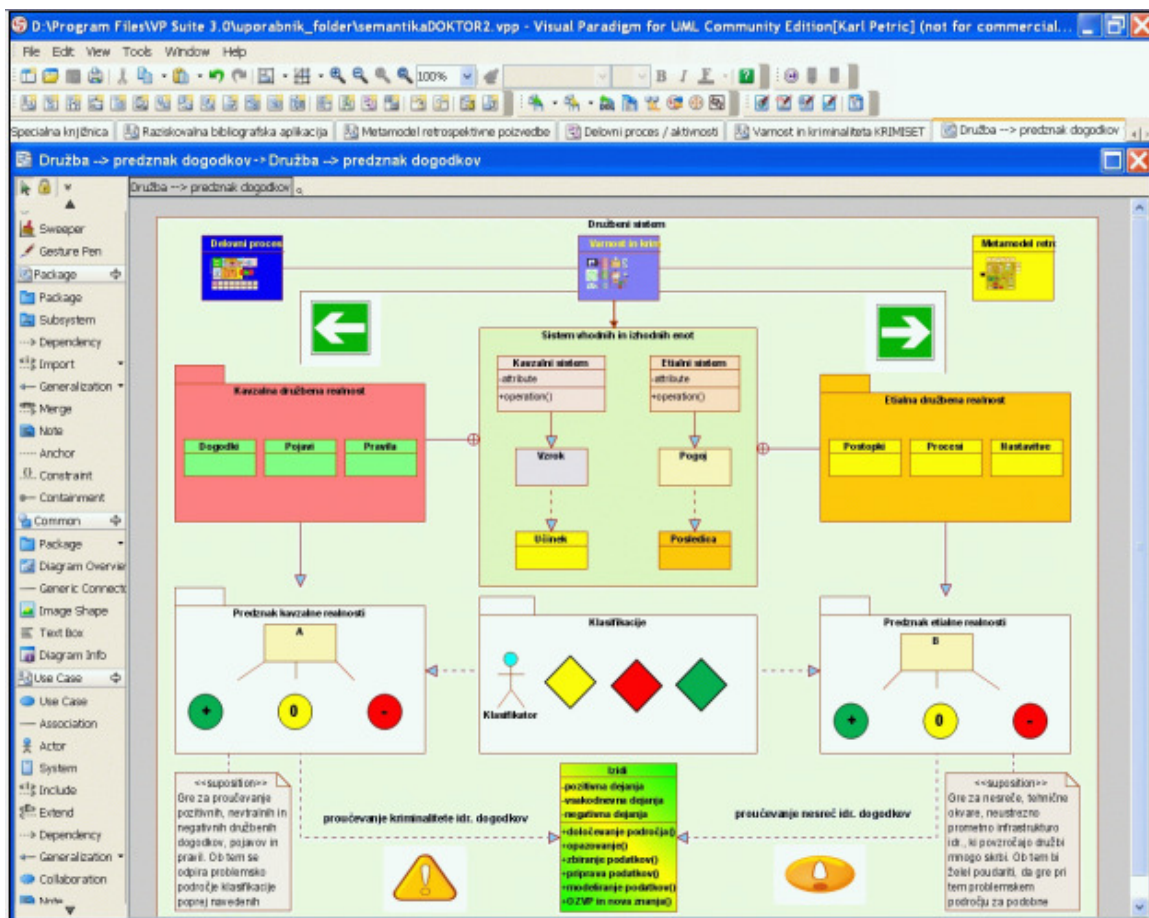 D:\Program Files\VP Suite 3.0\uporabnik_folder\semantikaDOKTOR2.vpp - Visual Paradigm for UML Community Edition[Karl Petric] (not for commercial...
File Edit View Tools Window Help
100%
B I
Specialna knjižnica
Raziskovalna bibliografska aplikacija
Metamodel retrospektivne poizvedbe
Delovni proces / aktivnosti
Varnost in kriminaliteta KRIMISET
Družba --> predznak dogodkov
Družba --> predznak dogodkov->Družba --> predznak dogodkov
Družba --> predznak dogodkov
Sweeper
Gesture Pen
Package
Package
Subsystem
Dependency
Import
Generalization
Merge
Note
Anchor
Constraint
Containment
Common
Package
Diagram Overvie
Generic Connecto
Image Shape
Text Box
Diagram Info
Use Case
Use Case
Association
Actor
System
Include
Extend
Dependency
Generalization
Collaboration
Note
Družbeni sistem
Delovni proces
Varnost in krim
Metamodel retr
Sistem vhodnih in izhodnih enot
Kavzalni sistem
-attribute
+operation()
Etialni sistem
-attribute
+operation()
Vzrok
Pogoj
Učinek
Posledica
Kavzalna družbena realnost
Dogodki
Pojavi
Pravila
Etialna družbena realnost
Postopki
Procesi
Nastavitve
Predznak kavzalne realnosti
A
+ 0 -
Klasifikacije
Klasifikator
Predznak etialne realnosti
B
+ 0 -
<<suposition>>
Gre za proučevanje
pozitivnih, nevtralnih in
negativnih družbenih
dogodkov, pojavov in
pravil. Ob tem se
odpira problemsko
področje klasifikacije
poprej navedenih
proučevanje kriminalitete idr. dogodkov
Izidi
-pozitivna dejanja
-vsakodnevna dejanja
-negativna dejanja
+določevanje področja()
+opazovanje()
+zbiranje podatkov()
+priprava podatkov()
+modeliranje podatkov()
+OZVP in nova znanja()
proučevanje nesreč idr. dogodkov
<<suposition>>
Gre za nesreče, tehnične
okvare, neustrezno
prometno infrastrukturo
idr., ki povzročajo družbi
mnogo skrbi. Ob tem bi
želel poudariti, da gre pri
tem problemskem
področju za podobne